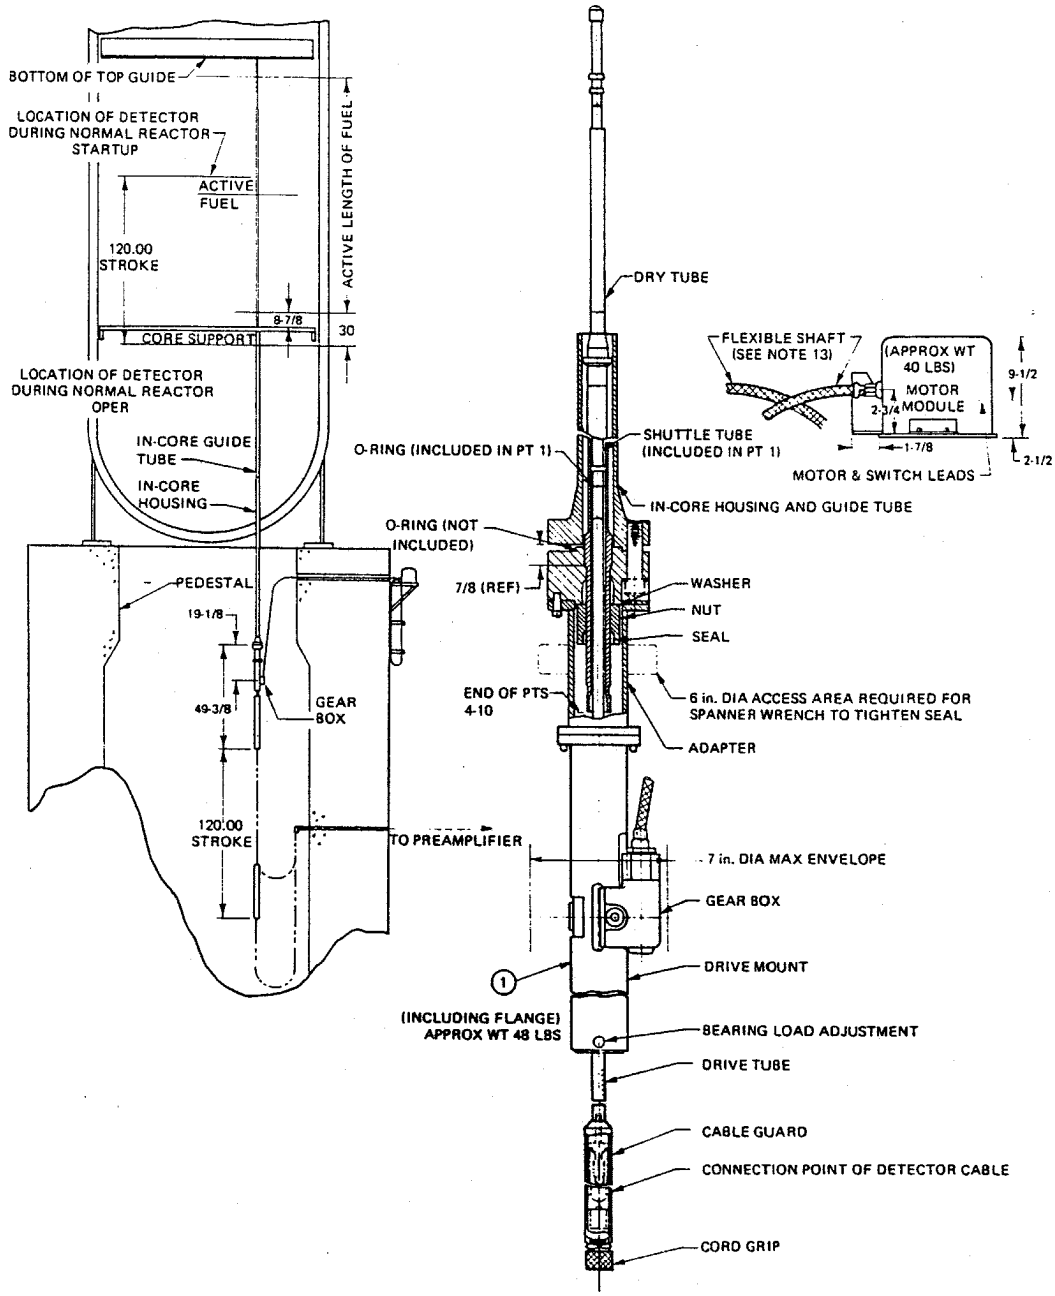 BOTTOM OF TOP GUIDE
LOCATION OF DETECTOR
DURING NORMAL REACTOR
STARTUP
ACTIVE
FUEL
ACTIVE LENGTH OF FUEL
120.00
STROKE
8-7/8
30
CORE SUPPORT
LOCATION OF DETECTOR
DURING NORMAL REACTOR
OPER
IN-CORE GUIDE
TUBE
IN-CORE
HOUSING
PEDESTAL
19-1/8
49-3/8
GEAR
BOX
120.00
STROKE
TO PREAMPLIFIER
DRY TUBE
O-RING (INCLUDED IN PT 1)
SHUTTLE TUBE
(INCLUDED IN PT 1)
IN-CORE HOUSING AND GUIDE TUBE
O-RING (NOT
INCLUDED)
7/8 (REF)
WASHER
NUT
SEAL
END OF PTS
4-10
6 in. DIA ACCESS AREA REQUIRED FOR
SPANNER WRENCH TO TIGHTEN SEAL
ADAPTER
7 in. DIA MAX ENVELOPE
GEAR BOX
1
DRIVE MOUNT
(INCLUDING FLANGE)
APPROX WT 48 LBS
BEARING LOAD ADJUSTMENT
DRIVE TUBE
CABLE GUARD
CONNECTION POINT OF DETECTOR CABLE
CORD GRIP
FLEXIBLE SHAFT
(SEE NOTE 13)
(APPROX WT
40 LBS)
MOTOR
MODULE
9-1/2
2-3/4
1-7/8
2-1/2
MOTOR & SWITCH LEADS